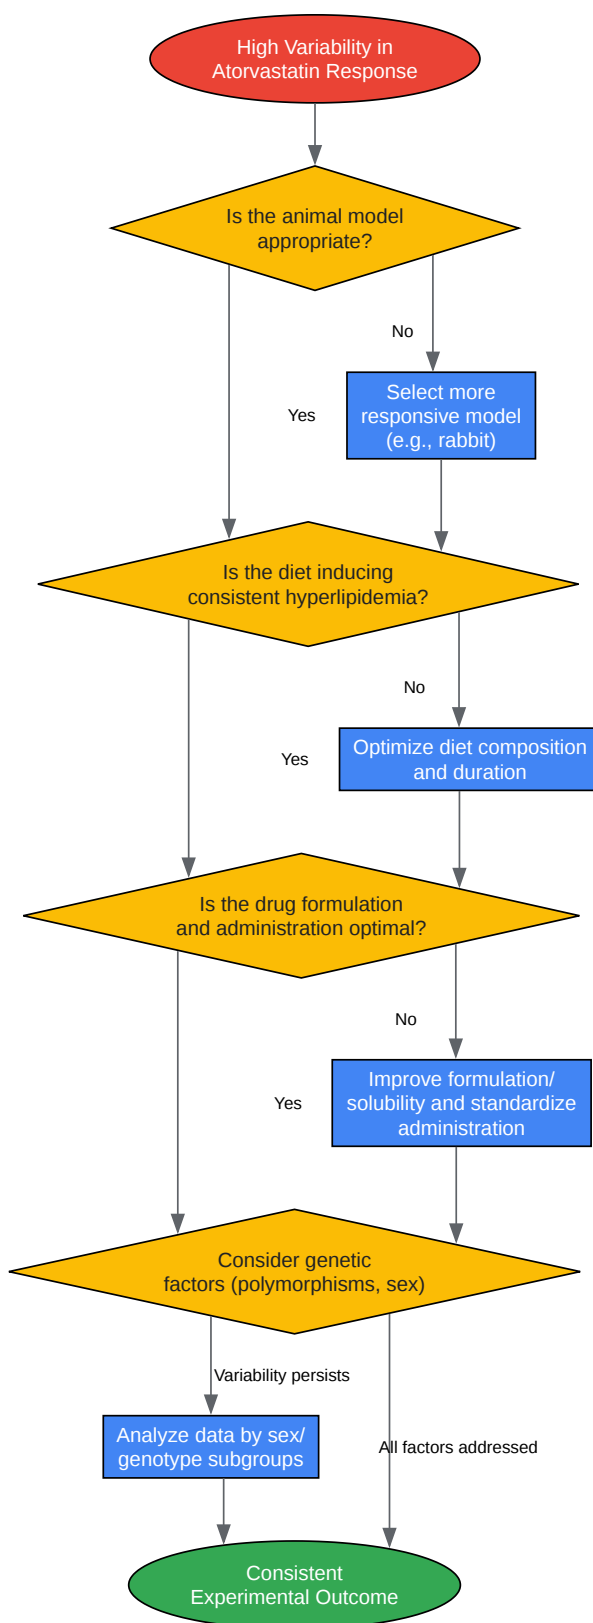 High Variability in
Atorvastatin Response
Is the animal model
appropriate?
No
Yes
Select more
responsive model
(e.g., rabbit)
Is the diet inducing
consistent hyperlipidemia?
No
Yes
Optimize diet composition
and duration
Is the drug formulation
and administration optimal?
No
Yes
Improve formulation/
solubility and standardize
administration
Consider genetic
factors (polymorphisms, sex)
Variability persists
Analyze data by sex/
genotype subgroups
All factors addressed
Consistent
Experimental Outcome